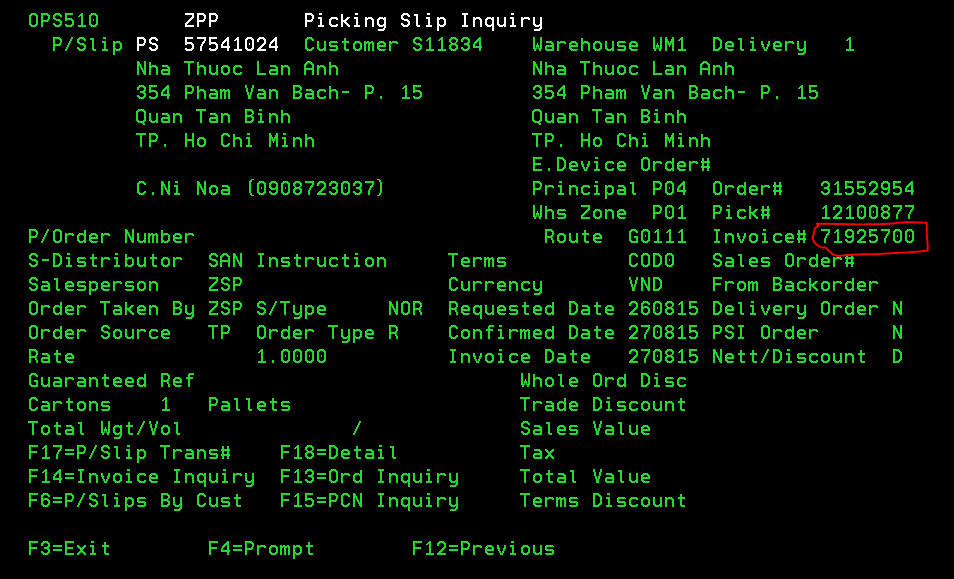 OPS510 ZPP Picking Slip Inquiry
P/Slip PS 57541024 Customer S11834 Warehouse WM1 Delivery 1
Nha Thuoc Lan Anh Nha Thuoc Lan Anh
354 Pham Van Bach- P. 15 354 Pham Van Bach- P. 15
Quan Tan Binh Quan Tan Binh
TP. Ho Chi Minh TP. Ho Chi Minh
E.Device Order#
C.Ni Noa (0908723037) Principal P04 Order# 31552954
Whs Zone P01 Pick# 12100877
P/Order Number Route G0111 Invoice# 71925700
S-Distributor SAN Instruction Terms COD0 Sales Order#
Salesperson ZSP Currency VND From Backorder
Order Taken By ZSP S/Type NOR Requested Date 260815 Delivery Order N
Order Source TP Order Type R Confirmed Date 270815 PSI Order N
Rate 1.0000 Invoice Date 270815 Nett/Discount D
Guaranteed Ref Whole Ord Disc
Cartons 1 Pallets Trade Discount
Total Wgt/Vol / Sales Value
F17=P/Slip Trans# F18=Detail Tax
F14=Invoice Inquiry F13=Ord Inquiry Total Value
F6=P/Slips By Cust F15=PCN Inquiry Terms Discount
F3=Exit F4=Prompt F12=Previous